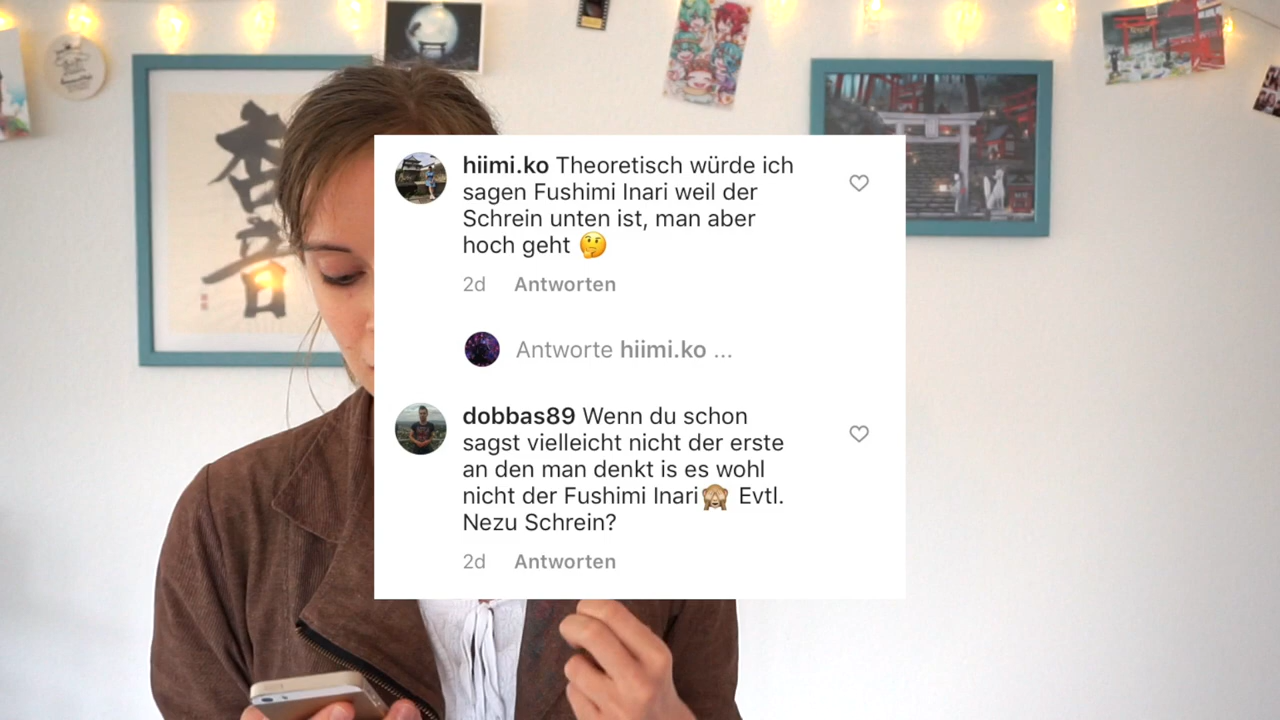 杏
音
hiimi.ko Theoretisch würde ich
sagen Fushimi Inari weil der
Schrein unten ist, man aber
hoch geht 🤔
2d Antworten
Antworte hiimi.ko ...
dobbas89 Wenn du schon
sagst vielleicht nicht der erste
an den man denkt is es wohl
nicht der Fushimi Inari🙈 Evtl.
Nezu Schrein?
2d Antworten